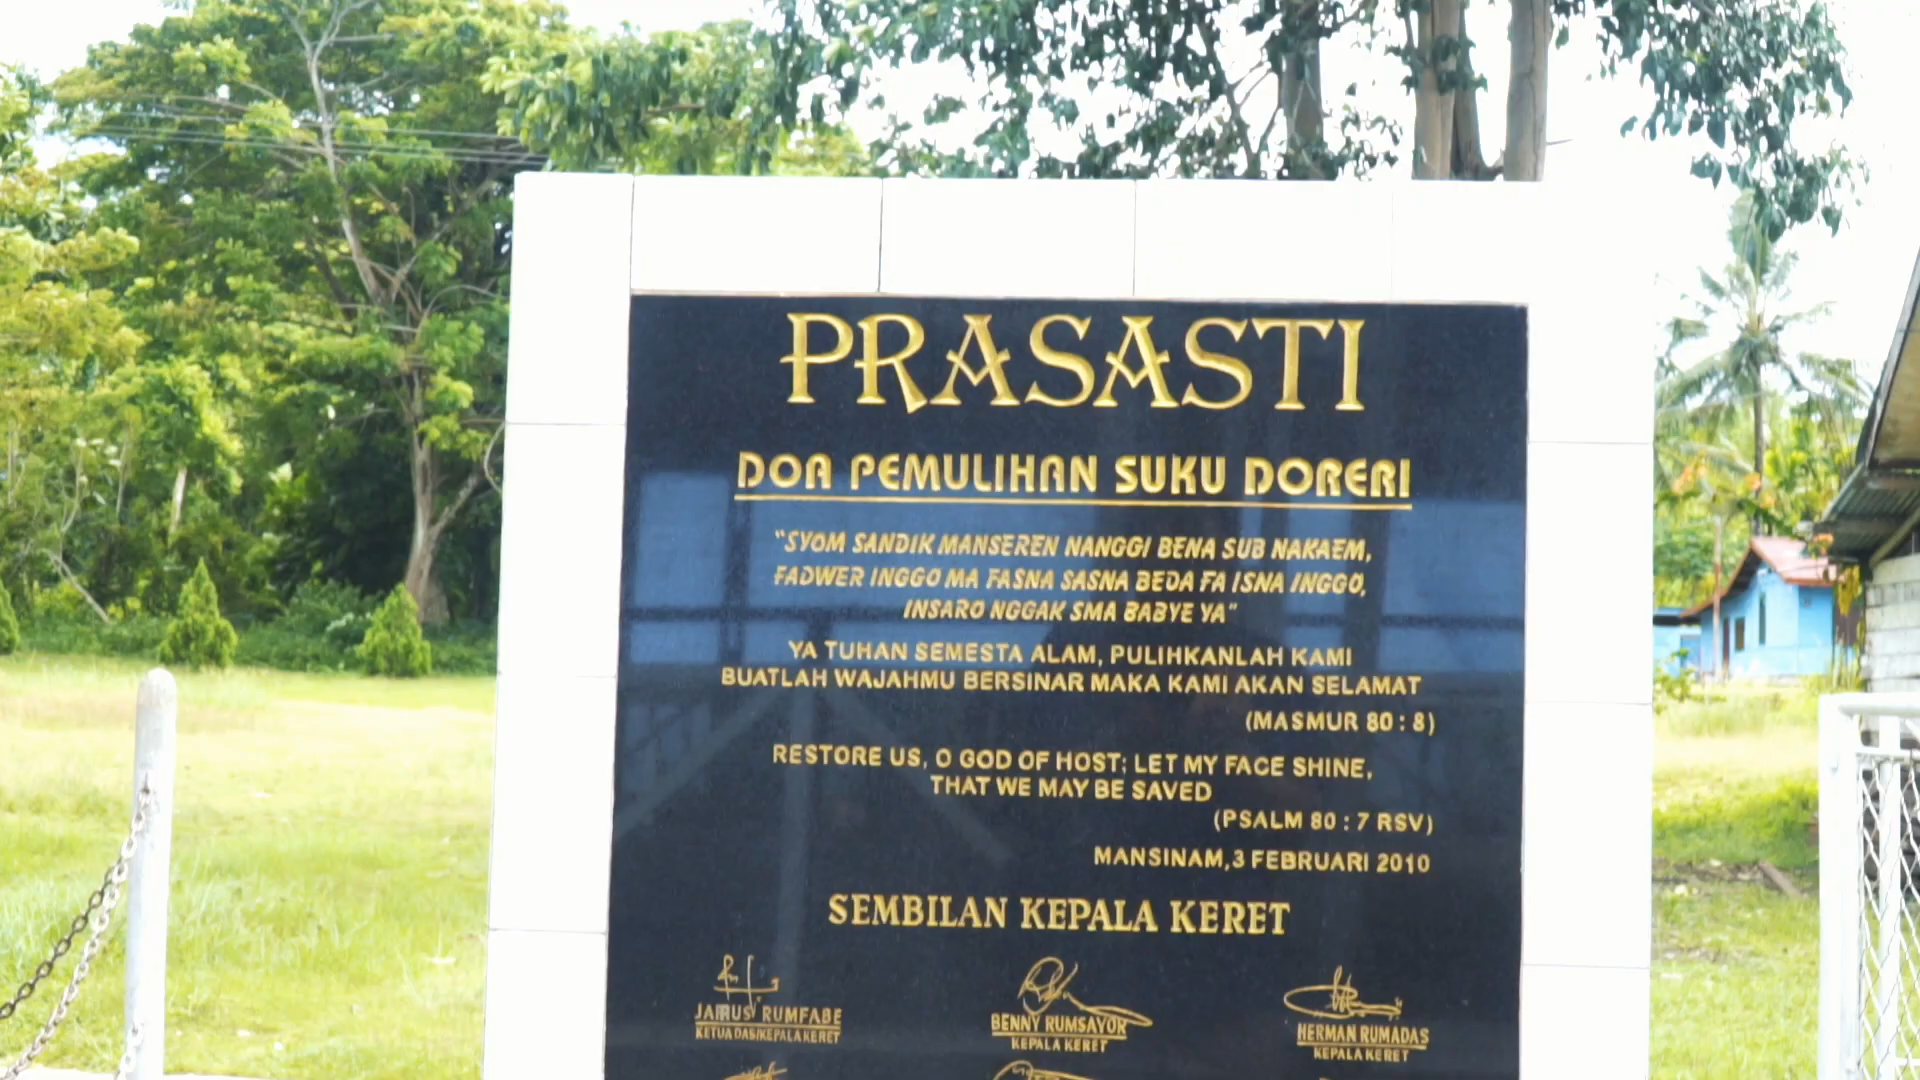 PRASASTI
DOA PEMULIHAN SUKU DORERI
"SYOM SANDIK MANSEREN NANGGI BENA SUB NAKAEM,
FADWER INGGO MA FASNA SASNA BEDA FA ISNA INGGO,
INSARO NGGAK SMA BABYE YA"
YA TUHAN SEMESTA ALAM, PULIHKANLAH KAMI
BUATLAH WAJAHMU BERSINAR MAKA KAMI AKAN SELAMAT
(MASMUR 80 : 8)
RESTORE US, O GOD OF HOST; LET MY FACE SHINE,
THAT WE MAY BE SAVED
(PSALM 80 : 7 RSV)
MANSINAM,3 FEBRUARI 2010
SEMBILAN KEPALA KERET
JAIRUS RUMFABE
KETUA DAS/KEPALA KERET
BENNY RUMSAYOR
KEPALA KERET
HERMAN RUMADAS
KEPALA KERET